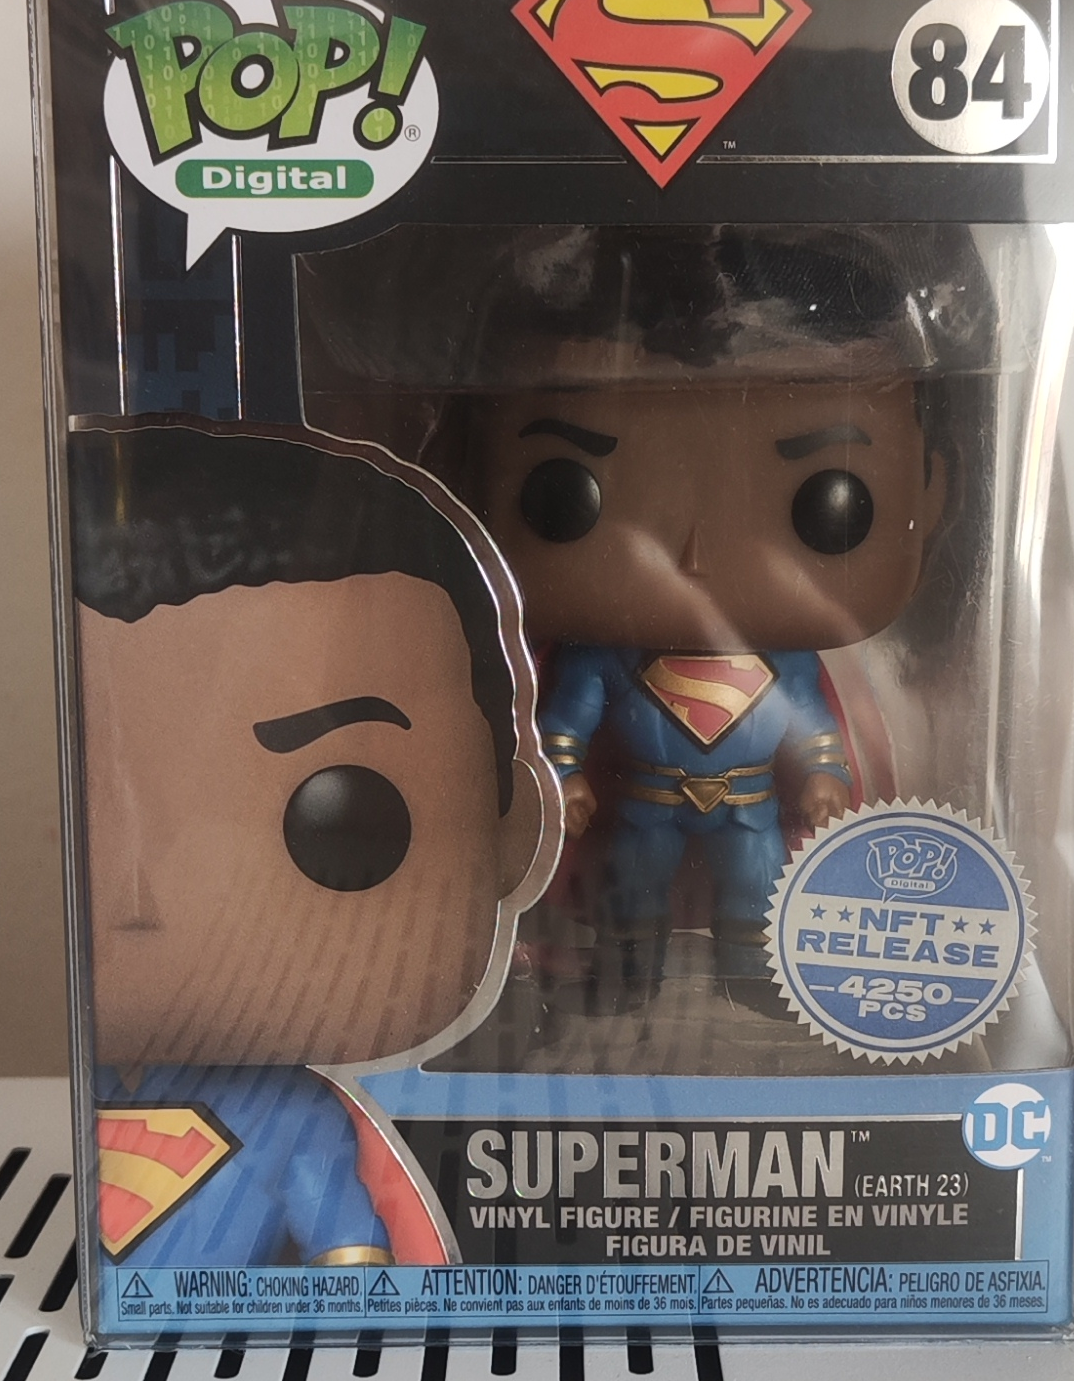 POP!
®
Digital
TM
84
POP!
Digital
NFT
RELEASE
4250
PCS
DC
TM
SUPERMAN™ (EARTH 23)
VINYL FIGURE / FIGURINE EN VINYLE
FIGURA DE VINIL
WARNING: CHOKING HAZARD.
Small parts. Not suitable for children under 36 months.
ATTENTION: DANGER D'ÉTOUFFEMENT.
Petites pièces. Ne convient pas aux enfants de moins de 36 mois.
ADVERTENCIA: PELIGRO DE ASFIXIA.
Partes pequeñas. No es adecuado para niños menores de 36 meses.